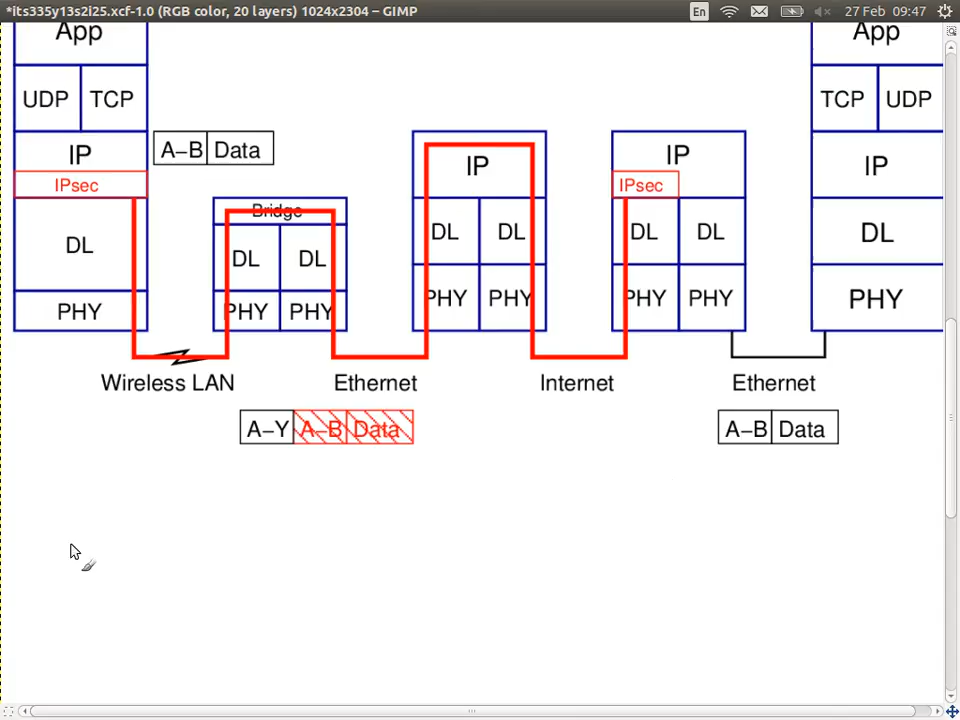 *its335y13s2i25.xcf-1.0 (RGB color, 20 layers) 1024x2304 – GIMP
En
27 Feb 09:47
App
App
UDP TCP
TCP UDP
IP
A–B Data
IP
IP
IP
IPsec
IPsec
Bridge
DL
DL DL
DL DL
DL DL
DL
PHY
PHY PHY
PHY PHY
PHY PHY
PHY
Wireless LAN
Ethernet
Internet
Ethernet
A–Y A–B Data
A–B Data